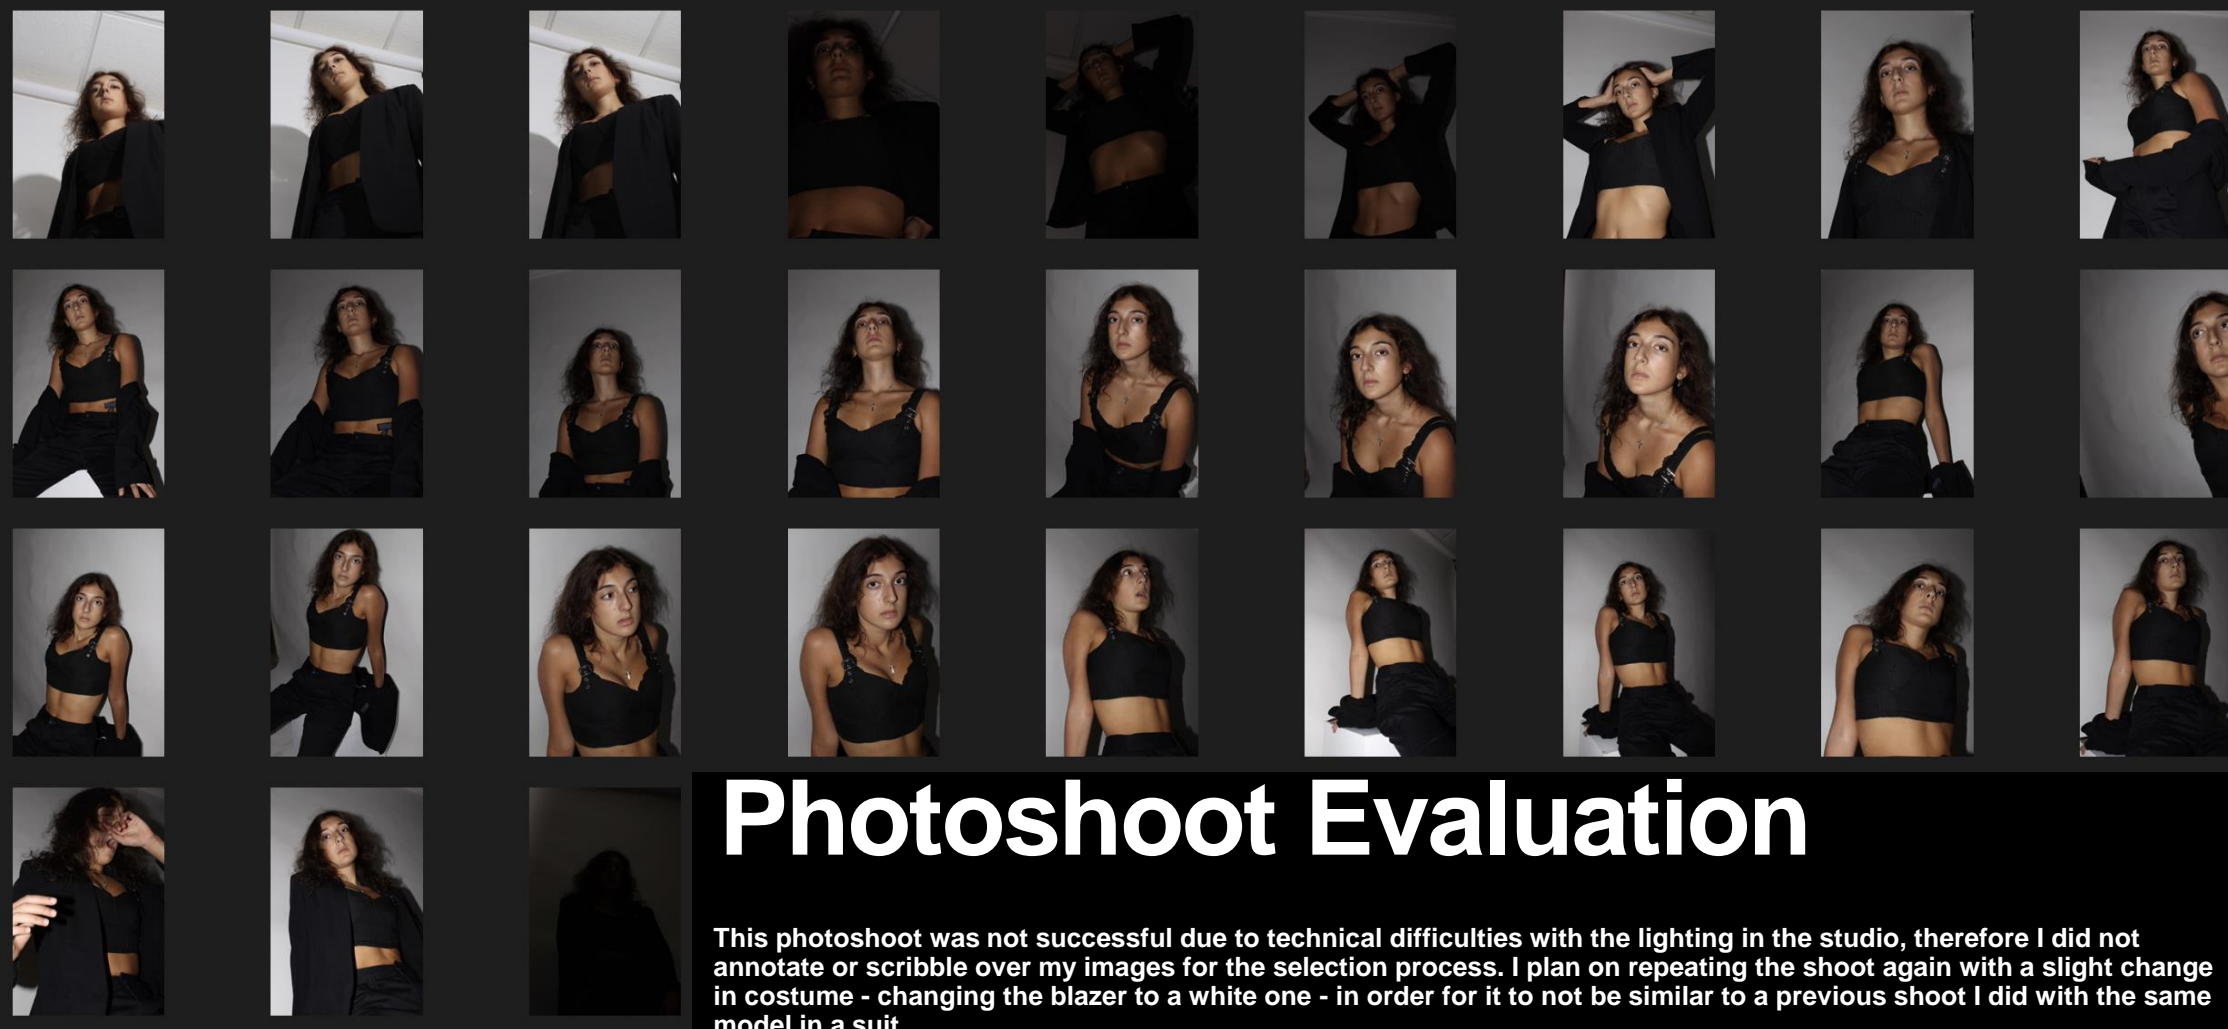 Photoshoot Evaluation
This photoshoot was not successful due to technical difficulties with the lighting in the studio, therefore I did not
annotate or scribble over my images for the selection process. I plan on repeating the shoot again with a slight change
in costume - changing the blazer to a white one - in order for it to not be similar to a previous shoot I did with the same
model in a suit